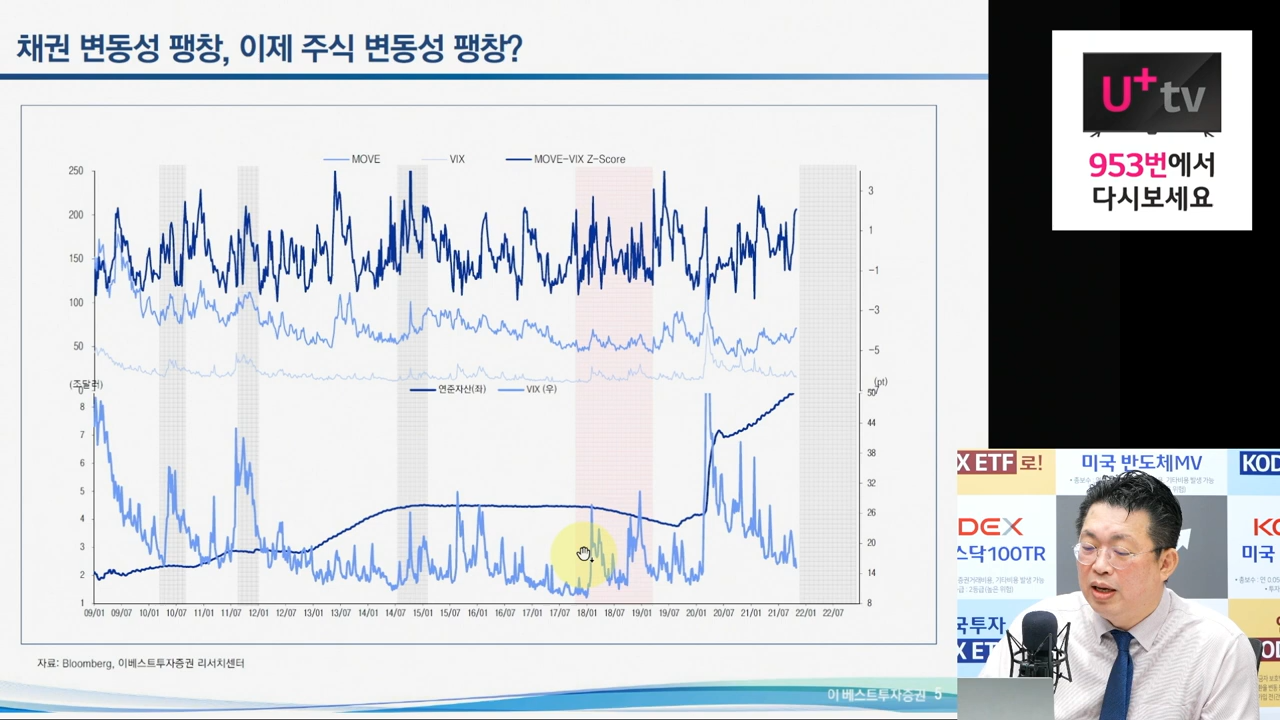 채권 변동성 팽창, 이제 주식 변동성 팽창?
MOVE VIX MOVE-VIX Z-Score
250
200
150
100
50
0
3
1
-1
-3
-5
(조달러)
(pt)
연준자산(좌) VIX (우)
8
7
6
5
4
3
2
1
50
44
38
32
26
20
14
8
09/01 09/07 10/01 10/07 11/01 11/07 12/01 12/07 13/01 13/07 14/01 14/07 15/01 15/07 16/01 16/07 17/01 17/07 18/01 18/07 19/01 19/07 20/01 20/07 21/01 21/07 22/01 22/07
자료: Bloomberg, 이베스트투자증권 리서치센터
이베스트투자증권 5
U+tv
953번에서
다시보세요
X ETF 로!
미국 반도체MV
KOD
DEX
스닥100TR
KO
미국
국투자
X ETF